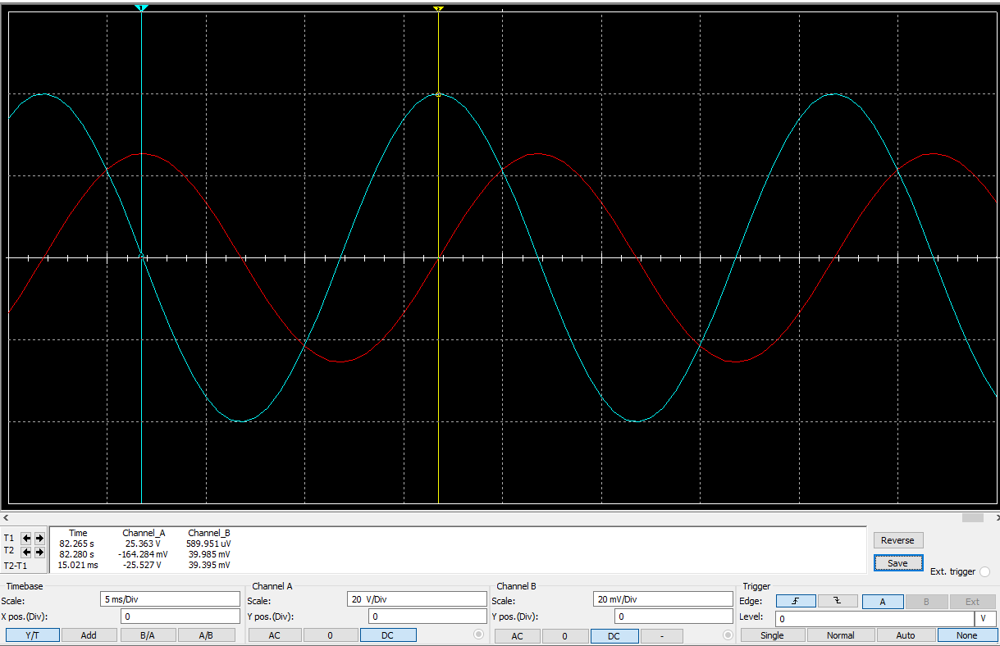 1 2
T1
T2
T2-T1
Time Channel_A Channel_B
82.265 s 25.363 V 589.951 uV
82.280 s -164.284 mV 39.985 mV
15.021 ms -25.527 V 39.395 mV
Reverse
Save
Ext. trigger
Timebase
Scale: 5 ms/Div
X pos.(Div): 0
Y/T Add B/A A/B
Channel A
Scale: 20 V/Div
Y pos.(Div): 0
AC 0 DC
Channel B
Scale: 20 mV/Div
Y pos.(Div): 0
AC 0 DC -
Trigger
Edge: A B Ext
Level: 0 V
Single Normal Auto None